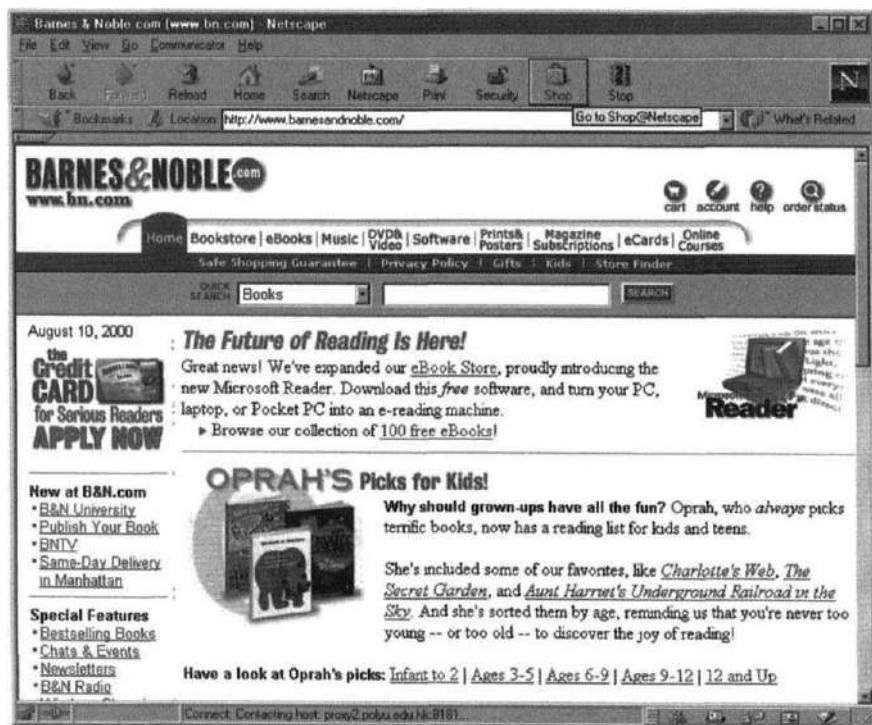 Barnes & Noble.com [www.bn.com] - Netscape
File Edit View Go Communicator Help
Back Forward Reload Home Search Netscape Print Security Shop Stop
N
Bookmarks Location: http://www.barnesandnoble.com/ Go to Shop@Netscape What's Related
BARNES&NOBLE.com
www.bn.com
cart account help order status
Home Bookstore | eBooks | Music | DVD& Video | Software | Prints& Posters | Magazine Subscriptions | eCards | Online Courses
Safe Shopping Guarantee | Privacy Policy | Gifts | Kids | Store Finder
QUICK SEARCH Books SEARCH
August 10, 2000
the Credit CARD
for Serious Readers
APPLY NOW
New at B&N.com
• B&N University
• Publish Your Book
• BNTV
• Same-Day Delivery
in Manhattan
Special Features
• Bestselling Books
• Chats & Events
• Newsletters
• B&N Radio
The Future of Reading Is Here!
Great news! We've expanded our eBook Store, proudly introducing the
new Microsoft Reader. Download this free software, and turn your PC,
laptop, or Pocket PC into an e-reading machine.
▸ Browse our collection of 100 free eBooks!
Microsoft
Reader
OPRAH'S Picks for Kids!
Why should grown-ups have all the fun? Oprah, who always picks
terrific books, now has a reading list for kids and teens.
She's included some of our favorites, like Charlotte's Web, The
Secret Garden, and Aunt Harriet's Underground Railroad in the
Sky. And she's sorted them by age, reminding us that you're never too
young -- or too old -- to discover the joy of reading!
Have a look at Oprah's picks: Infant to 2 | Ages 3-5 | Ages 6-9 | Ages 9-12 | 12 and Up
Connect: Contacting host: proxy2.polyu.edu.hk:8181...